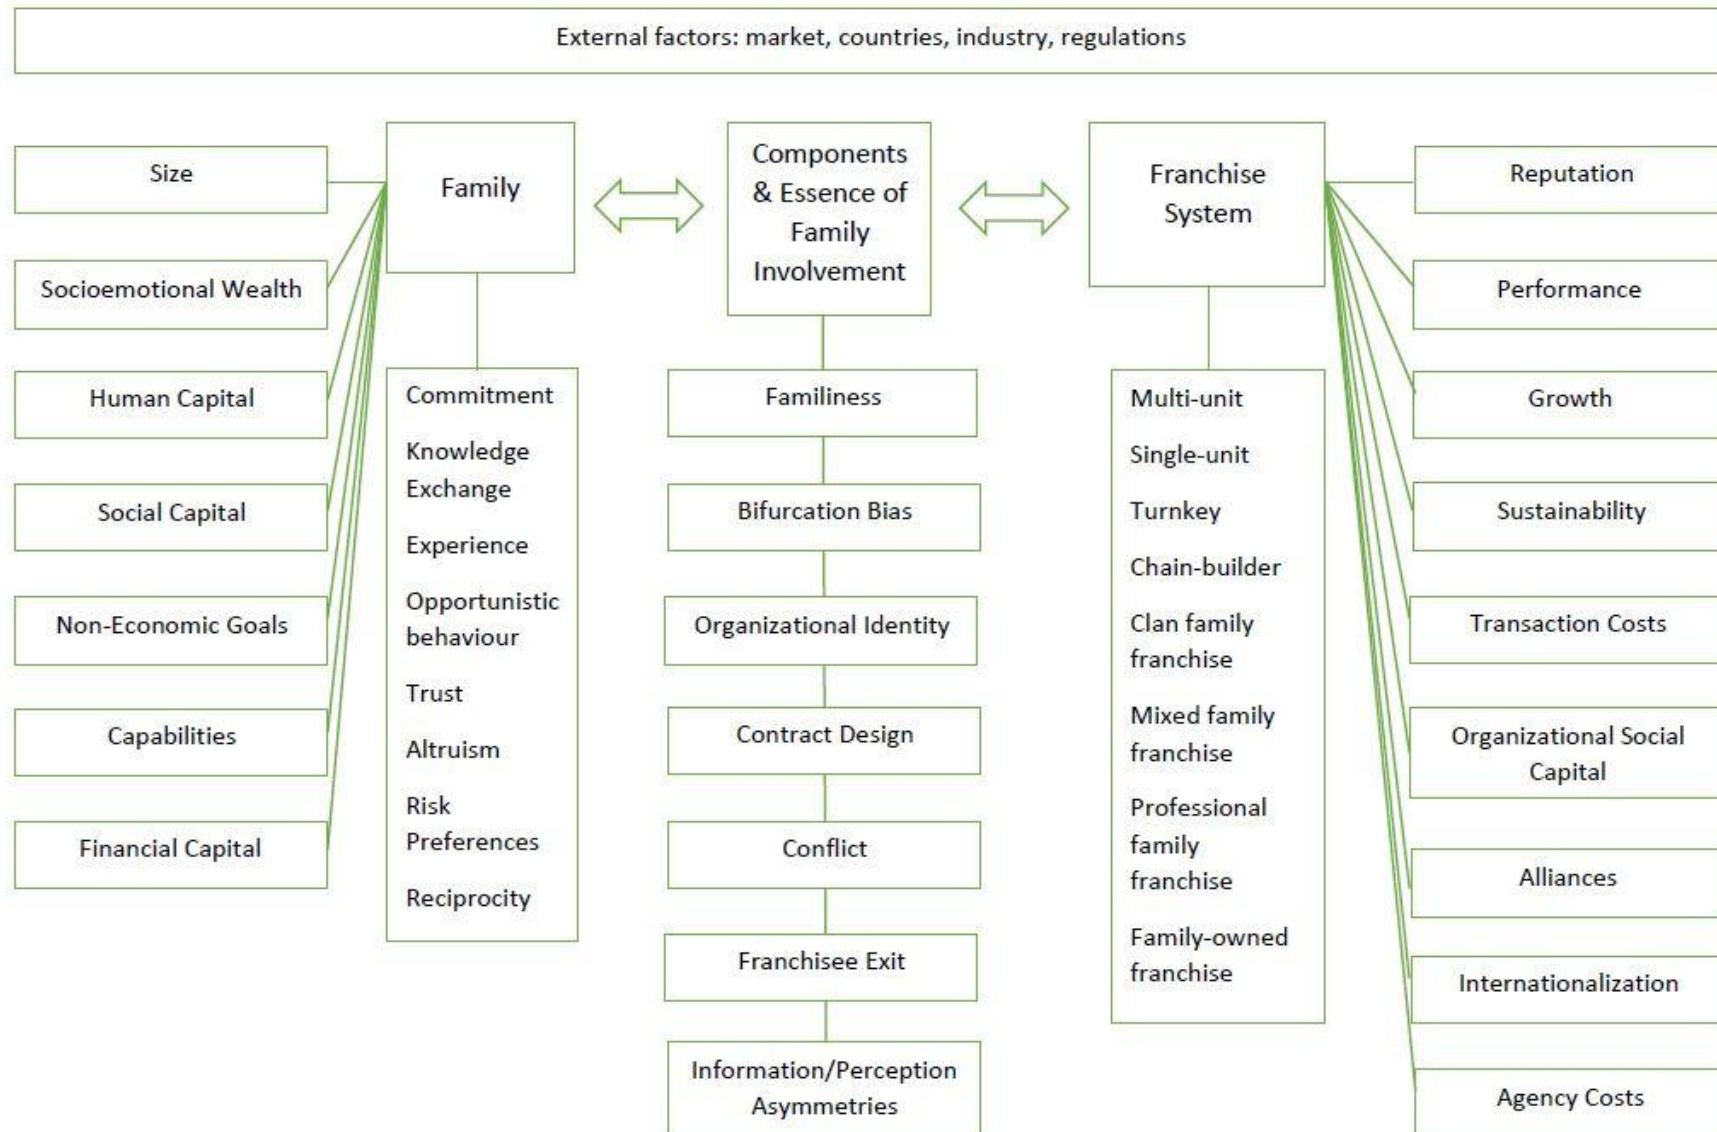 External factors: market, countries, industry, regulations
Size
Socioemotional Wealth
Human Capital
Social Capital
Non-Economic Goals
Capabilities
Financial Capital
Family
Commitment
Knowledge
Exchange
Experience
Opportunistic
behaviour
Trust
Altruism
Risk
Preferences
Reciprocity
Components
& Essence of
Family
Involvement
Familiness
Bifurcation Bias
Organizational Identity
Contract Design
Conflict
Franchisee Exit
Information/Perception
Asymmetries
Franchise
System
Multi-unit
Single-unit
Turnkey
Chain-builder
Clan family
franchise
Mixed family
franchise
Professional
family
franchise
Family-owned
franchise
Reputation
Performance
Growth
Sustainability
Transaction Costs
Organizational Social
Capital
Alliances
Internationalization
Agency Costs